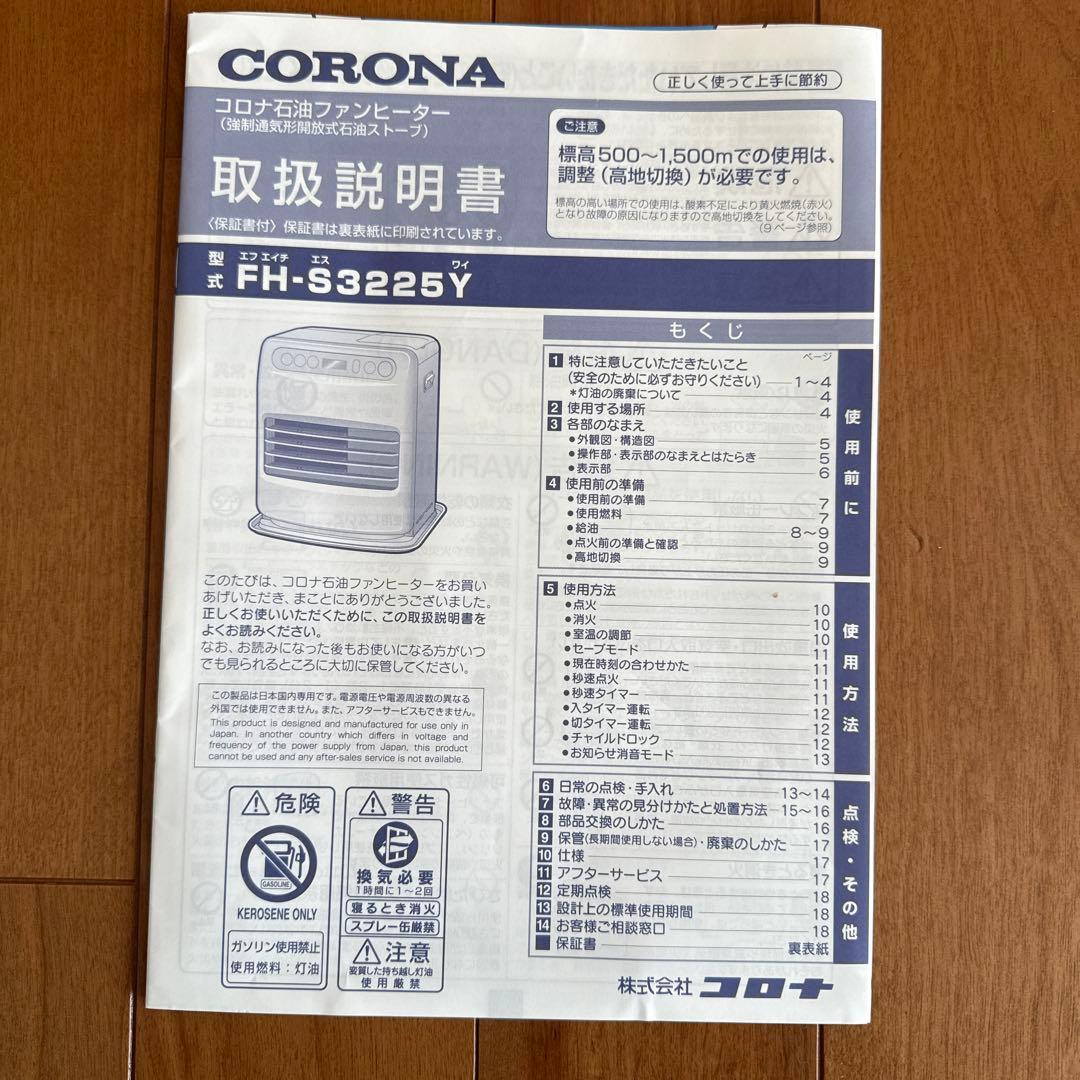 CORONA
正しく使って上手に節約
コロナ石油ファンヒーター
(強制通気形開放式石油ストーブ)
取扱説明書
〈保証書付〉保証書は裏表紙に印刷されています。
ご注意
標高500〜1,500mでの使用は、
調整(高地切換)が必要です。
標高の高い場所での使用は、酸素不足により黄火燃焼(赤火)
となり故障の原因になりますので高地切換をしてください。
(9ページ参照)
型式 FH-S3225Y
エフ エイチ エス ワイ
もくじ
ページ
1 特に注意していただきたいこと
(安全のために必ずお守りください) 1〜4
*灯油の廃棄について 4
2 使用する場所 4
3 各部のなまえ
●外観図・構造図 5
●操作部・表示部のなまえとはたらき 5
●表示部 6
4 使用前の準備
●使用前の準備 7
●使用燃料 7
●給油 8〜9
●点火前の準備と確認 9
●高地切換 9
使用前に
5 使用方法
●点火 10
●消火 10
●室温の調節 10
●セーブモード 11
●現在時刻の合わせかた 11
●秒速点火 11
●秒速タイマー 11
●入タイマー運転 12
●切タイマー運転 12
●チャイルドロック 12
●お知らせ消音モード 13
使用方法
6 日常の点検・手入れ 13〜14
7 故障・異常の見分けかたと処置方法 15〜16
8 部品交換のしかた 16
9 保管(長期間使用しない場合)・廃棄のしかた 17
10 仕様 17
11 アフターサービス 17
12 定期点検 18
13 設計上の標準使用期間 18
14 お客様ご相談窓口 18
保証書 裏表紙
点検・その他
このたびは、コロナ石油ファンヒーターをお買い
あげいただき、まことにありがとうございました。
正しくお使いいただくために、この取扱説明書を
よくお読みください。
なお、お読みになった後もお使いになる方がいつ
でも見られるところに大切に保管してください。
この製品は日本国内専用です。電源電圧や電源周波数の異なる
外国では使用できません。また、アフターサービスもできません。
This product is designed and manufactured for use only in
Japan. In another country which differs in voltage and
frequency of the power supply from Japan, this product
cannot be used and any after-sales service is not available.
危険
GASOLINE
KEROSENE ONLY
ガソリン使用禁止
使用燃料:灯油
警告
換気必要
1時間に1〜2回
寝るとき消火
スプレー缶厳禁
注意
変質した持ち越し灯油
使用厳禁
株式会社 コロナ